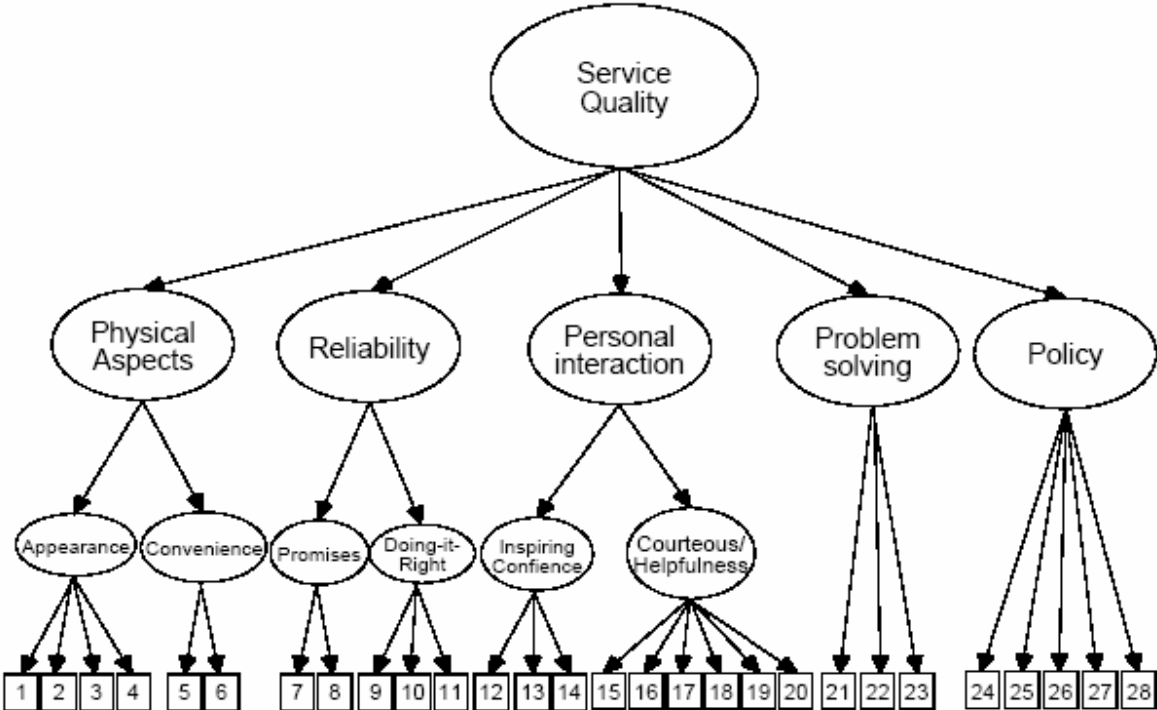 Service
Quality
Physical
Aspects
Reliability
Personal
interaction
Problem
solving
Policy
Appearance
Convenience
Promises
Doing-it-
Right
Inspiring
Confience
Courteous/
Helpfulness
1 2 3 4 5 6 7 8 9 10 11 12 13 14 15 16 17 18 19 20 21 22 23 24 25 26 27 28